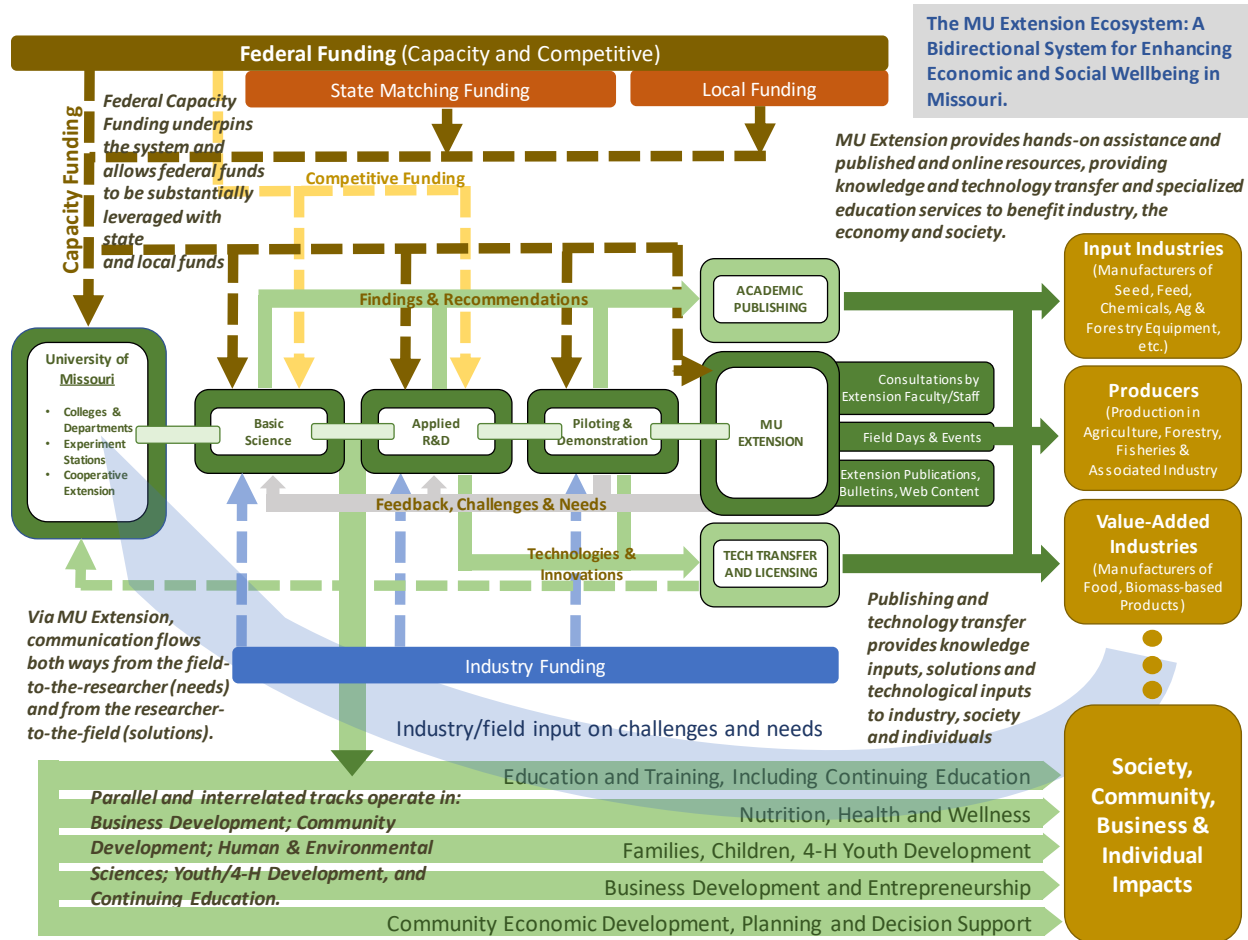 The MU Extension Ecosystem: A
Bidirectional System for Enhancing
Economic and Social Wellbeing in
Missouri.
Federal Funding (Capacity and Competitive)
State Matching Funding
Local Funding
Capacity Funding
Federal Capacity
Funding underpins
the system and
allows federal funds
to be substantially
leveraged with
state
and local funds
Competitive Funding
MU Extension provides hands-on assistance and
published and online resources, providing
knowledge and technology transfer and specialized
education services to benefit industry, the
economy and society.
Findings & Recommendations
ACADEMIC
PUBLISHING
Input Industries
(Manufacturers of
Seed, Feed,
Chemicals, Ag &
Forestry Equipment,
etc.)
University of
Missouri
• Colleges &
Departments
• Experiment
Stations
• Cooperative
Extension
Basic
Science
Applied
R&D
Piloting &
Demonstration
MU
EXTENSION
Consultations by
Extension Faculty/Staff
Field Days & Events
Extension Publications,
Bulletins, Web Content
Producers
(Production in
Agriculture, Forestry,
Fisheries &
Associated Industry
Feedback, Challenges & Needs
Technologies &
Innovations
TECH TRANSFER
AND LICENSING
Value-Added
Industries
(Manufacturers of
Food, Biomass-based
Products)
Via MU Extension,
communication flows
both ways from the field-
to-the-researcher (needs)
and from the researcher-
to-the-field (solutions).
Industry Funding
Publishing and
technology transfer
provides knowledge
inputs, solutions and
technological inputs
to industry, society
and individuals
Industry/field input on challenges and needs
Education and Training, Including Continuing Education
Nutrition, Health and Wellness
Families, Children, 4-H Youth Development
Business Development and Entrepreneurship
Community Economic Development, Planning and Decision Support
Parallel and interrelated tracks operate in:
Business Development; Community
Development; Human & Environmental
Sciences; Youth/4-H Development, and
Continuing Education.
Society,
Community,
Business &
Individual
Impacts